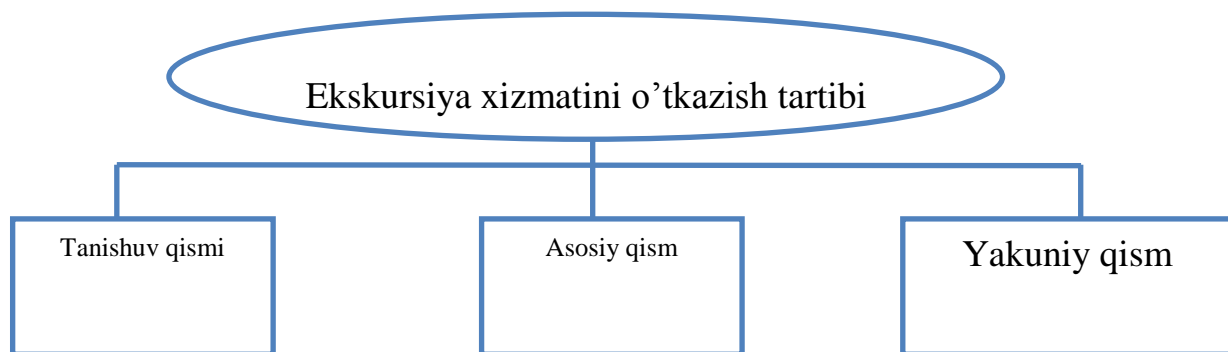 Ekskursiya xizmatini o’tkazish tartibi
Tanishuv qismi
Asosiy qism
Yakuniy qism